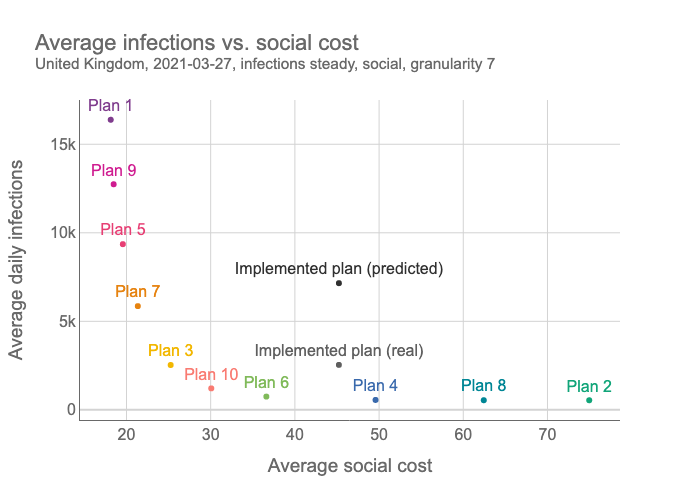 Average infections vs. social cost
United Kingdom, 2021-03-27, infections steady, social, granularity 7
Plan 1
15k
Plan 9
Plan 5
10k
Implemented plan (predicted)
Plan 7
5k
Plan 3
Implemented plan (real)
Plan 10
Plan 6
Plan 4
Plan 8
Plan 2
0
20
30
40
50
60
70
Average social cost
Average daily infections